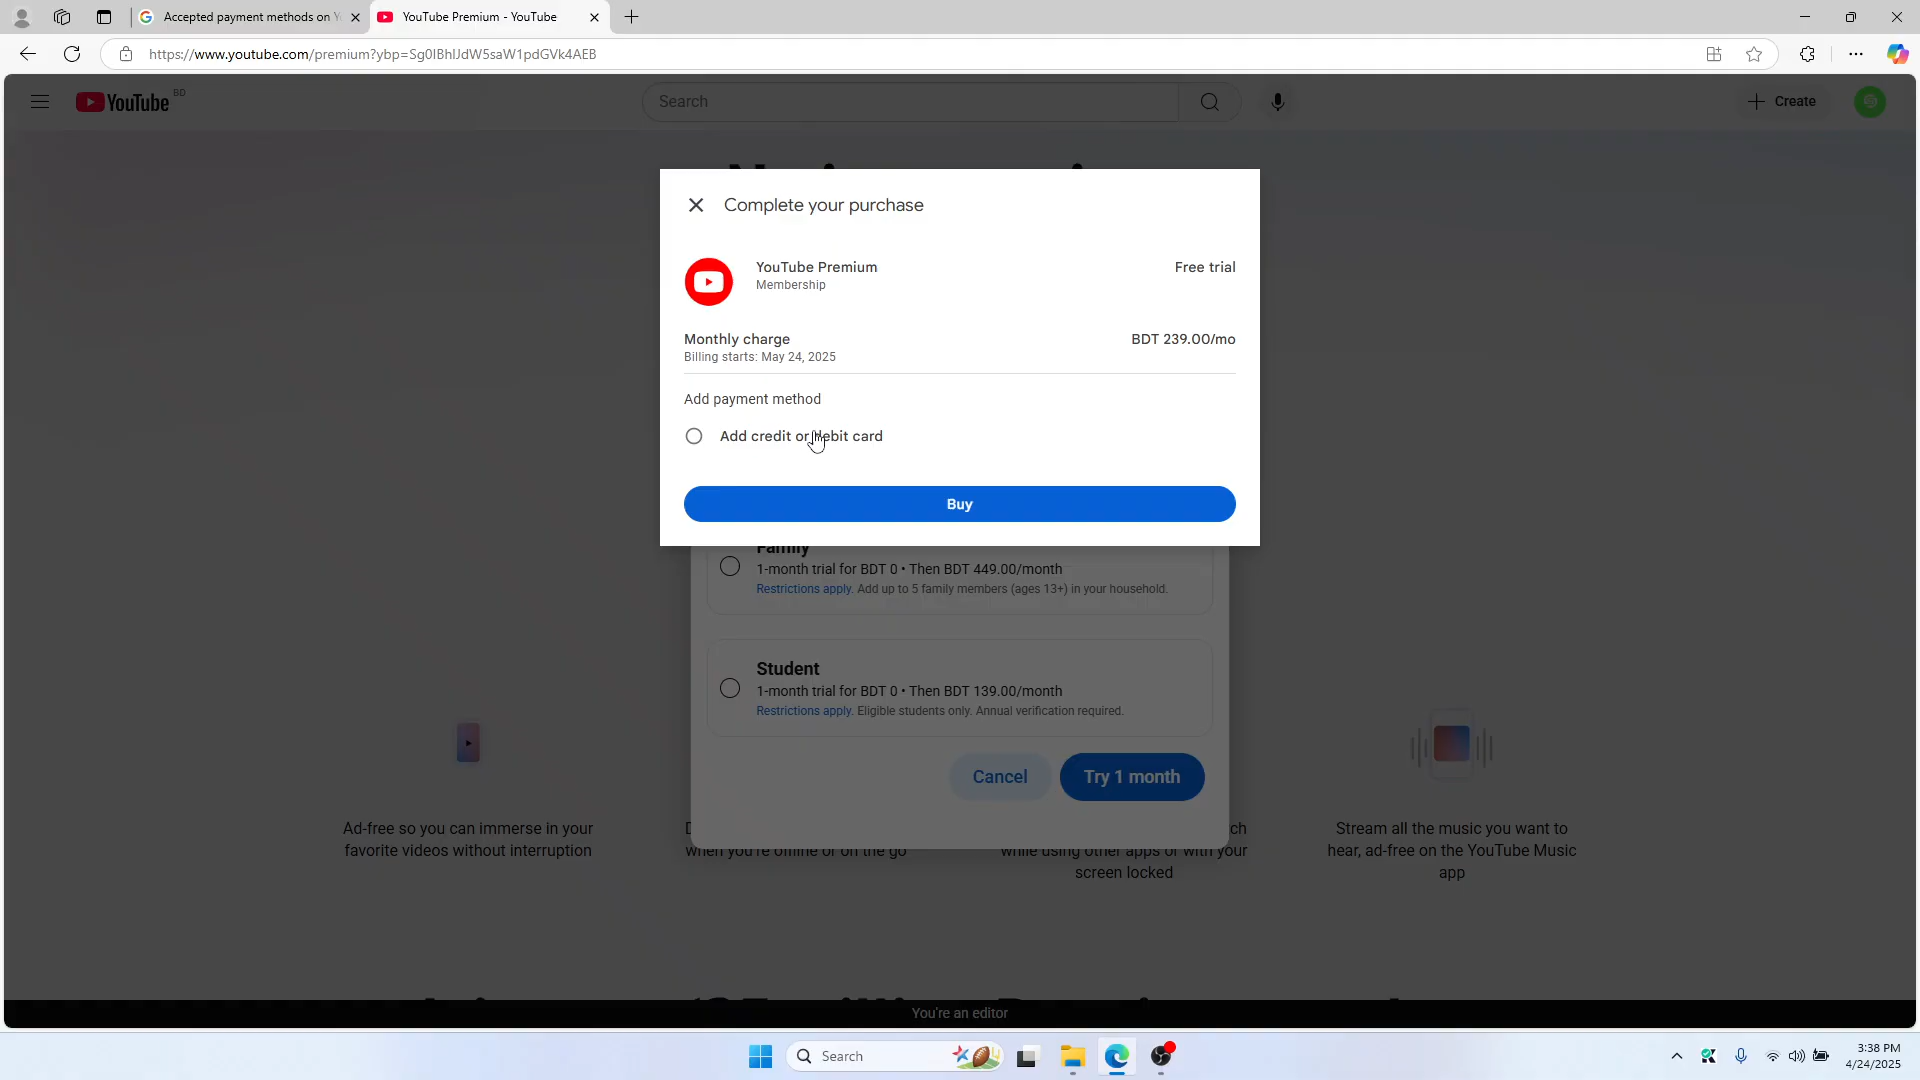 Accepted payment methods on Y
YouTube Premium - YouTube
https://www.youtube.com/premium?ybp=Sg0IBhIJdW5saW1pdGVk4AEB
YouTube BD
Search
Create
Complete your purchase
YouTube Premium
Free trial
Membership
Monthly charge
BDT 239.00/mo
Billing starts: May 24, 2025
Add payment method
Add credit or debit card
Buy
Family
1-month trial for BDT 0 • Then BDT 449.00/month
Restrictions apply. Add up to 5 family members (ages 13+) in your household.
Student
1-month trial for BDT 0 • Then BDT 139.00/month
Restrictions apply. Eligible students only. Annual verification required.
Cancel
Try 1 month
Ad-free so you can immerse in your
favorite videos without interruption
when you're offline or on the go
while using other apps or with your
screen locked
Stream all the music you want to
hear, ad-free on the YouTube Music
app
You're an editor
Search
3:38 PM
4/24/2025